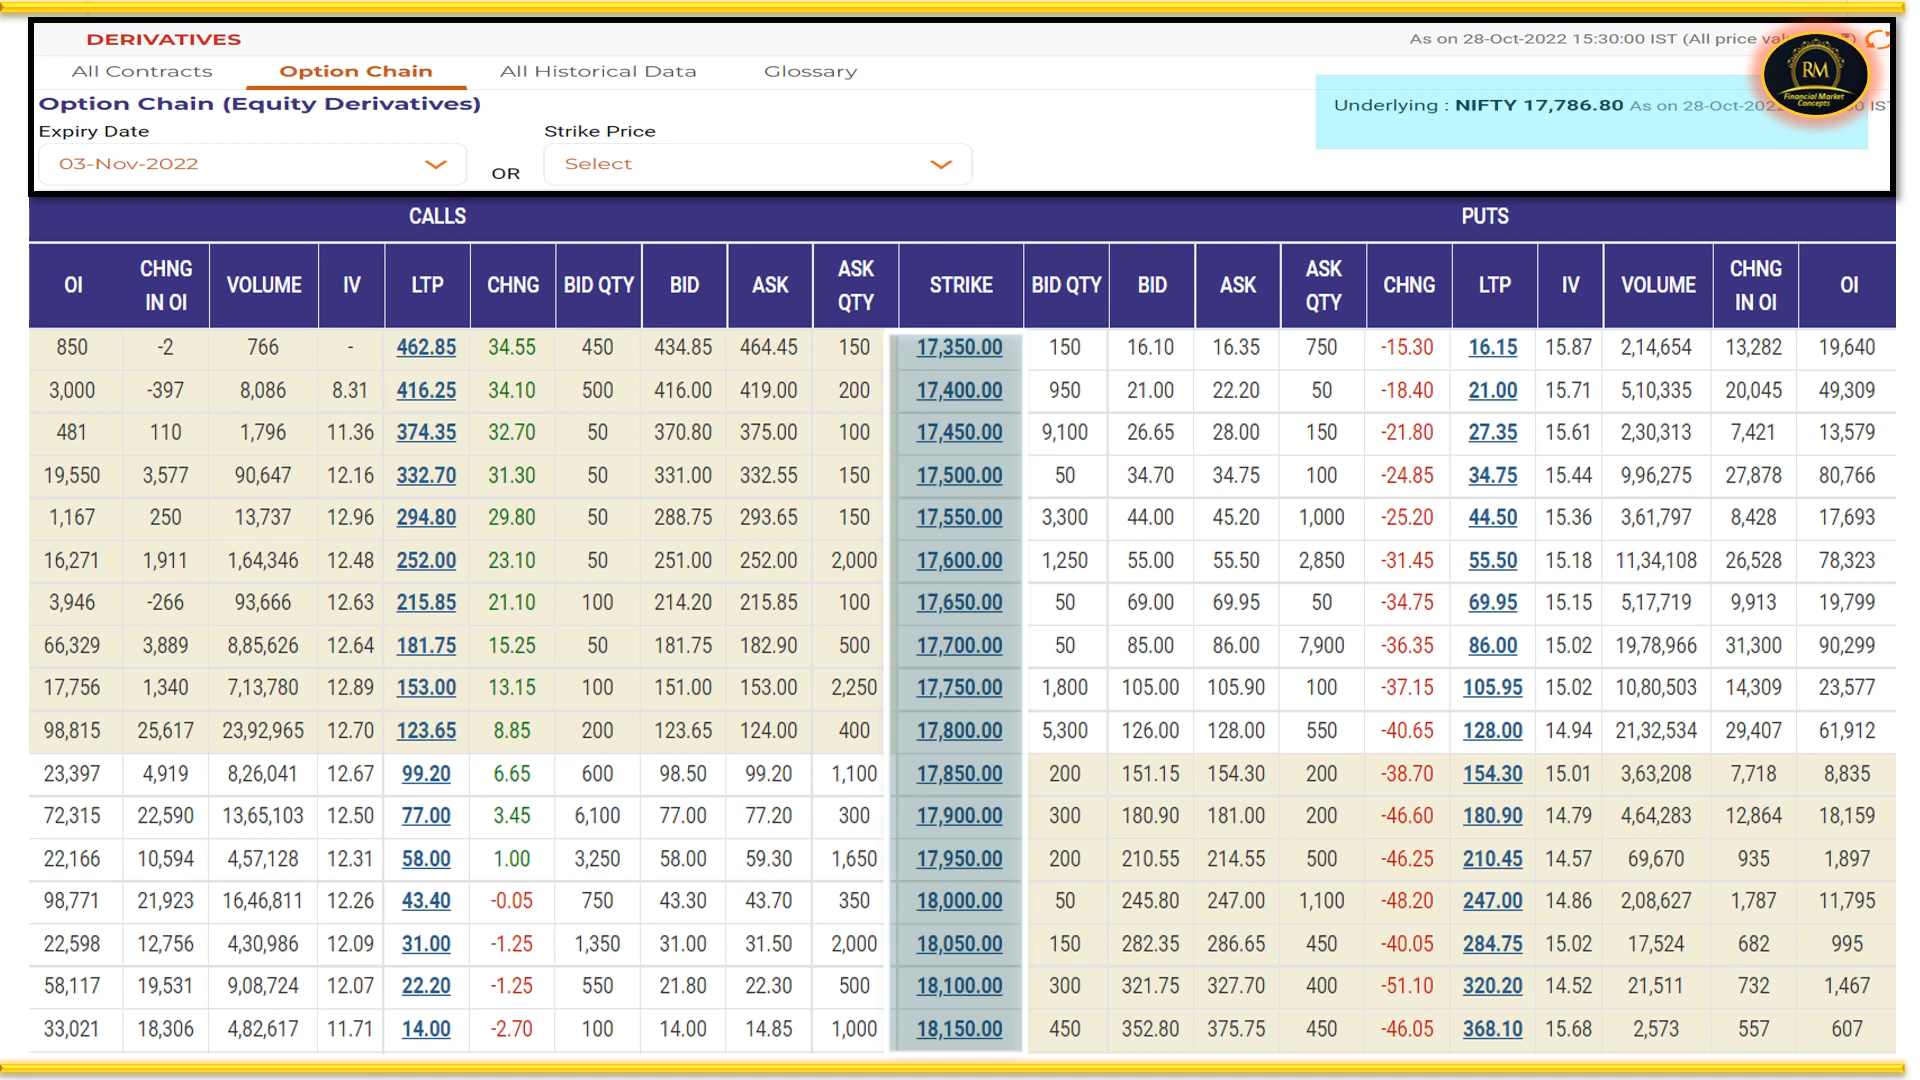 DERIVATIVES
As on 28-Oct-2022 15:30:00 IST (All price
All Contracts Option Chain All Historical Data Glossary
Option Chain (Equity Derivatives)
Underlying : NIFTY 17,786.80 As on
RM
Financial Market
Concepts
Expiry Date Strike Price
03-Nov-2022 OR Select
CALLS PUTS
OI CHNG IN OI VOLUME IV LTP CHNG BID QTY BID ASK ASK QTY STRIKE BID QTY BID ASK ASK QTY CHNG LTP IV VOLUME CHNG IN OI OI
850 -2 766 - 462.85 34.55 450 434.85 464.45 150 17,350.00 150 16.10 16.35 750 -15.30 16.15 15.87 2,14,654 13,282 19,640
3,000 -397 8,086 8.31 416.25 34.10 500 416.00 419.00 200 17,400.00 950 21.00 22.20 50 -18.40 21.00 15.71 5,10,335 20,045 49,309
481 110 1,796 11.36 374.35 32.70 50 370.80 375.00 100 17,450.00 9,100 26.65 28.00 150 -21.80 27.35 15.61 2,30,313 7,421 13,579
19,550 3,577 90,647 12.16 332.70 31.30 50 331.00 332.55 150 17,500.00 50 34.70 34.75 100 -24.85 34.75 15.44 9,96,275 27,878 80,766
1,167 250 13,737 12.96 294.80 29.80 50 288.75 293.65 150 17,550.00 3,300 44.00 45.20 1,000 -25.20 44.50 15.36 3,61,797 8,428 17,693
16,271 1,911 1,64,346 12.48 252.00 23.10 50 251.00 252.00 2,000 17,600.00 1,250 55.00 55.50 2,850 -31.45 55.50 15.18 11,34,108 26,528 78,323
3,946 -266 93,666 12.63 215.85 21.10 100 214.20 215.85 100 17,650.00 50 69.00 69.95 50 -34.75 69.95 15.15 5,17,719 9,913 19,799
66,329 3,889 8,85,626 12.64 181.75 15.25 50 181.75 182.90 500 17,700.00 50 85.00 86.00 7,900 -36.35 86.00 15.02 19,78,966 31,300 90,299
17,756 1,340 7,13,780 12.89 153.00 13.15 100 151.00 153.00 2,250 17,750.00 1,800 105.00 105.90 100 -37.15 105.95 15.02 10,80,503 14,309 23,577
98,815 25,617 23,92,965 12.70 123.65 8.85 200 123.65 124.00 400 17,800.00 5,300 126.00 128.00 550 -40.65 128.00 14.94 21,32,534 29,407 61,912
23,397 4,919 8,26,041 12.67 99.20 6.65 600 98.50 99.20 1,100 17,850.00 200 151.15 154.30 200 -38.70 154.30 15.01 3,63,208 7,718 8,835
72,315 22,590 13,65,103 12.50 77.00 3.45 6,100 77.00 77.20 300 17,900.00 300 180.90 181.00 200 -46.60 180.90 14.79 4,64,283 12,864 18,159
22,166 10,594 4,57,128 12.31 58.00 1.00 3,250 58.00 59.30 1,650 17,950.00 200 210.55 214.55 500 -46.25 210.45 14.57 69,670 935 1,897
98,771 21,923 16,46,811 12.26 43.40 -0.05 750 43.30 43.70 350 18,000.00 50 245.80 247.00 1,100 -48.20 247.00 14.86 2,08,627 1,787 11,795
22,598 12,756 4,30,986 12.09 31.00 -1.25 1,350 31.00 31.50 2,000 18,050.00 150 282.35 286.65 450 -40.05 284.75 15.02 17,524 682 995
58,117 19,531 9,08,724 12.07 22.20 -1.25 550 21.80 22.30 500 18,100.00 300 321.75 327.70 400 -51.10 320.20 14.52 21,511 732 1,467
33,021 18,306 4,82,617 11.71 14.00 -2.70 100 14.00 14.85 1,000 18,150.00 450 352.80 375.75 450 -46.05 368.10 15.68 2,573 557 607